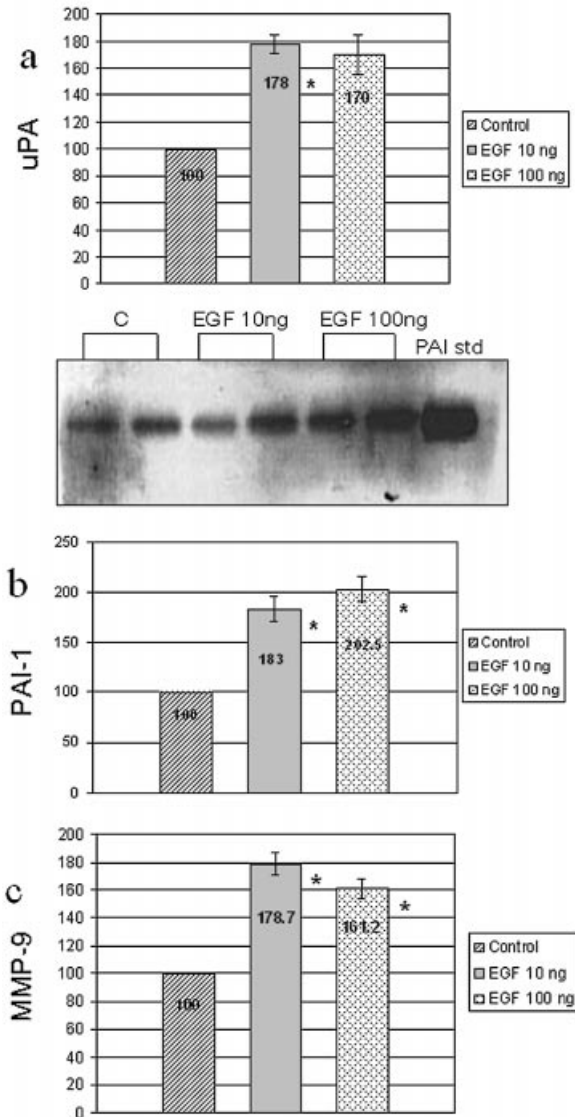 a
uPA
200
180
160
140
120
100
80
60
40
20
0
100
178
*
170
Control
EGF 10 ng
EGF 100 ng
C
EGF 10ng
EGF 100ng
PAI std
b
PAI-1
250
200
150
100
50
0
100
183
*
202.5
*
Control
EGF 10 ng
EGF 100 ng
c
MMP-9
200
180
160
140
120
100
80
60
40
20
0
100
178.7
*
161.2
*
Control
EGF 10 ng
EGF 100 ng